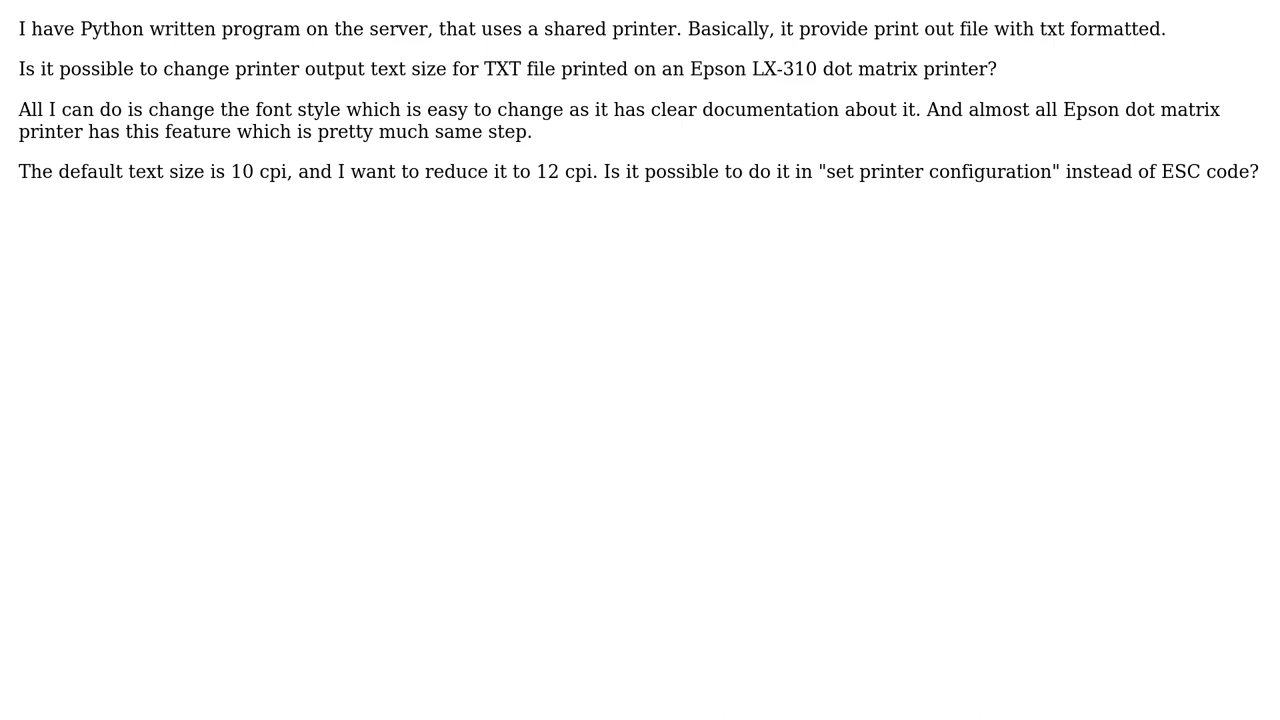 I have Python written program on the server, that uses a shared printer. Basically, it provide print out file with txt formatted.
Is it possible to change printer output text size for TXT file printed on an Epson LX-310 dot matrix printer?
All I can do is change the font style which is easy to change as it has clear documentation about it. And almost all Epson dot matrix
printer has this feature which is pretty much same step.
The default text size is 10 cpi, and I want to reduce it to 12 cpi. Is it possible to do it in "set printer configuration" instead of ESC code?